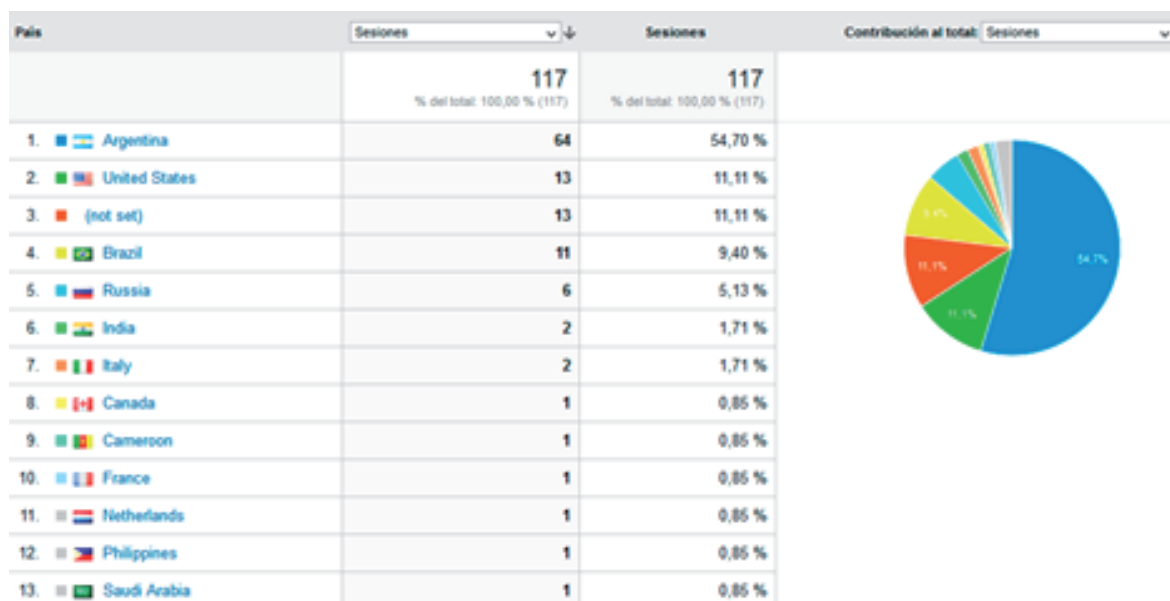 País Sesiones Sesiones Contribución al total: Sesiones
117 117
% del total: 100,00 % (117) % del total: 100,00 % (117)
1. Argentina 64 54,70 %
2. United States 13 11,11 %
3. (not set) 13 11,11 %
4. Brazil 11 9,40 %
5. Russia 6 5,13 %
6. India 2 1,71 %
7. Italy 2 1,71 %
8. Canada 1 0,85 %
9. Cameroon 1 0,85 %
10. France 1 0,85 %
11. Netherlands 1 0,85 %
12. Philippines 1 0,85 %
13. Saudi Arabia 1 0,85 %
9,4%
54,7%
11,1%
11,1%